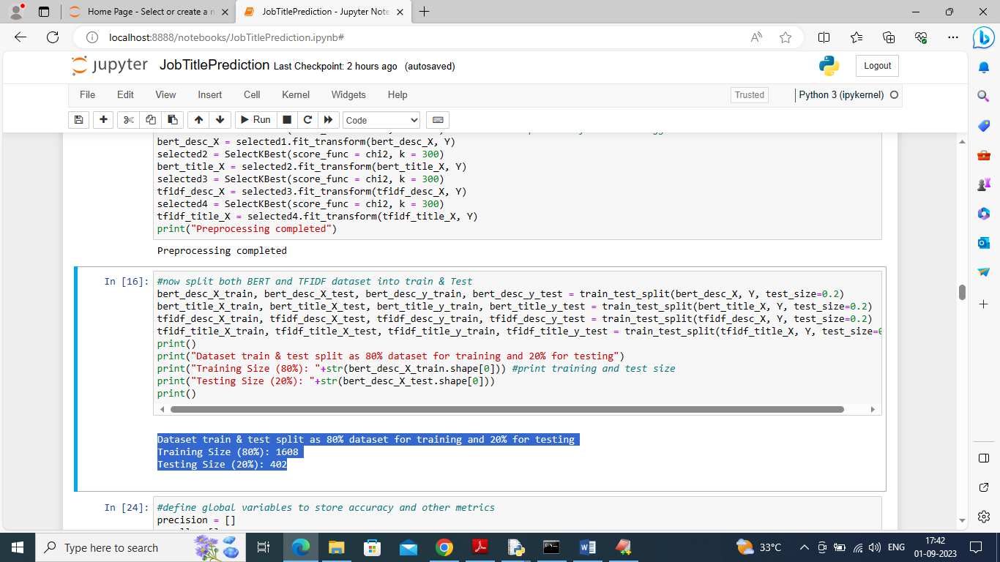 Home Page - Select or create a n
JobTitlePrediction - Jupyter Note
localhost:8888/notebooks/JobTitlePrediction.ipynb#
jupyter JobTitlePrediction Last Checkpoint: 2 hours ago (autosaved)
Logout
File Edit View Insert Cell Kernel Widgets Help
Trusted
Python 3 (ipykernel)
Run
Code
bert_desc_X = selected1.fit_transform(bert_desc_X, Y)
selected2 = SelectKBest(score_func = chi2, k = 300)
bert_title_X = selected2.fit_transform(bert_title_X, Y)
selected3 = SelectKBest(score_func = chi2, k = 300)
tfidf_desc_X = selected3.fit_transform(tfidf_desc_X, Y)
selected4 = SelectKBest(score_func = chi2, k = 300)
tfidf_title_X = selected4.fit_transform(tfidf_title_X, Y)
print("Preprocessing completed")
Preprocessing completed
In [16]: #now split both BERT and TFIDF dataset into train & Test
bert_desc_X_train, bert_desc_X_test, bert_desc_y_train, bert_desc_y_test = train_test_split(bert_desc_X, Y, test_size=0.2)
bert_title_X_train, bert_title_X_test, bert_title_y_train, bert_title_y_test = train_test_split(bert_title_X, Y, test_size=0.2)
tfidf_desc_X_train, tfidf_desc_X_test, tfidf_desc_y_train, tfidf_desc_y_test = train_test_split(tfidf_desc_X, Y, test_size=0.2)
tfidf_title_X_train, tfidf_title_X_test, tfidf_title_y_train, tfidf_title_y_test = train_test_split(tfidf_title_X, Y, test_size=
print()
print("Dataset train & test split as 80% dataset for training and 20% for testing")
print("Training Size (80%): "+str(bert_desc_X_train.shape[0])) #print training and test size
print("Testing Size (20%): "+str(bert_desc_X_test.shape[0]))
print()
Dataset train & test split as 80% dataset for training and 20% for testing
Training Size (80%): 1608
Testing Size (20%): 402
In [24]: #define global variables to store accuracy and other metrics
precision = []
Type here to search
33°C
ENG
17:42
01-09-2023